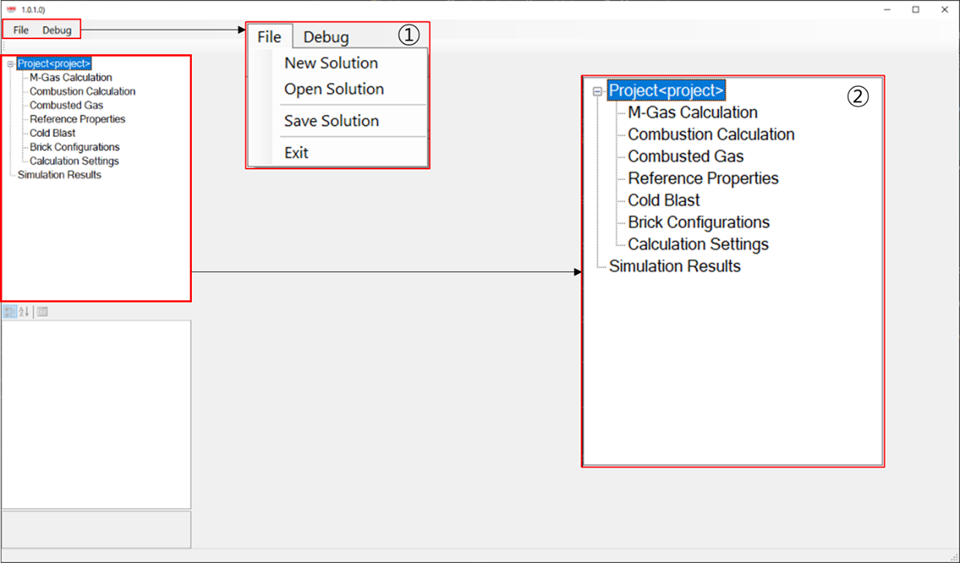 1.0.1.0)
File Debug
Project<project>
M-Gas Calculation
Combustion Calculation
Combusted Gas
Reference Properties
Cold Blast
Brick Configurations
Calculation Settings
Simulation Results
File Debug ①
New Solution
Open Solution
Save Solution
Exit
Project<project> ②
M-Gas Calculation
Combustion Calculation
Combusted Gas
Reference Properties
Cold Blast
Brick Configurations
Calculation Settings
Simulation Results